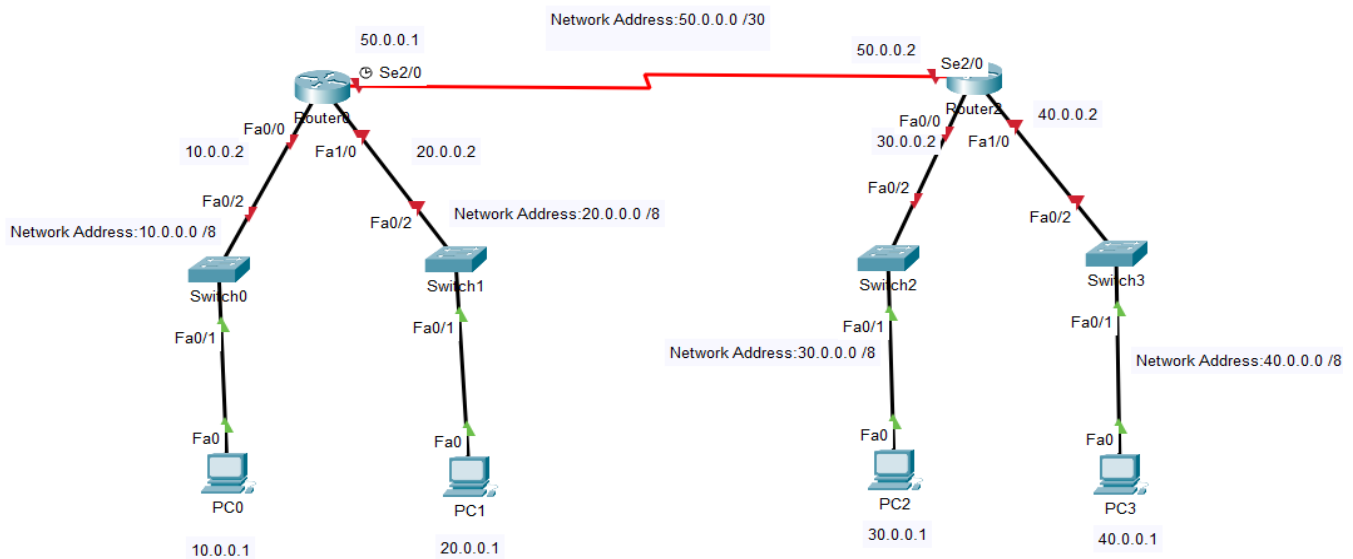 Network Address:50.0.0.0 /30
50.0.0.1
50.0.0.2
Se2/0
Se2/0
Router0
Router2
Fa0/0
Fa1/0
Fa0/0
Fa1/0
40.0.0.2
10.0.0.2
20.0.0.2
30.0.0.2
Fa0/2
Fa0/2
Fa0/2
Fa0/2
Network Address:10.0.0.0 /8
Network Address:20.0.0.0 /8
Switch0
Switch1
Switch2
Switch3
Fa0/1
Fa0/1
Fa0/1
Fa0/1
Network Address:30.0.0.0 /8
Network Address:40.0.0.0 /8
Fa0
Fa0
Fa0
Fa0
PC0
PC1
PC2
PC3
10.0.0.1
20.0.0.1
30.0.0.1
40.0.0.1